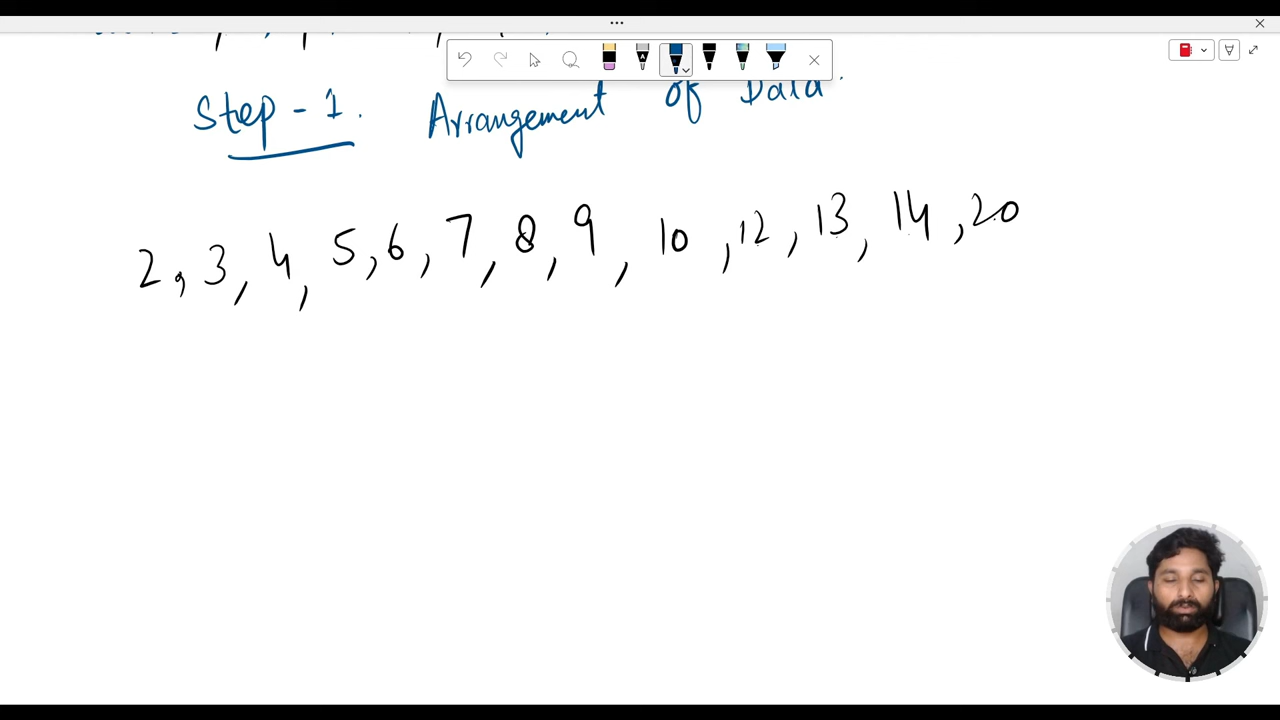 Step - 1. Arrangement of Data.
2, 3, 4, 5, 6, 7, 8, 9, 10, 12, 13, 14, 20